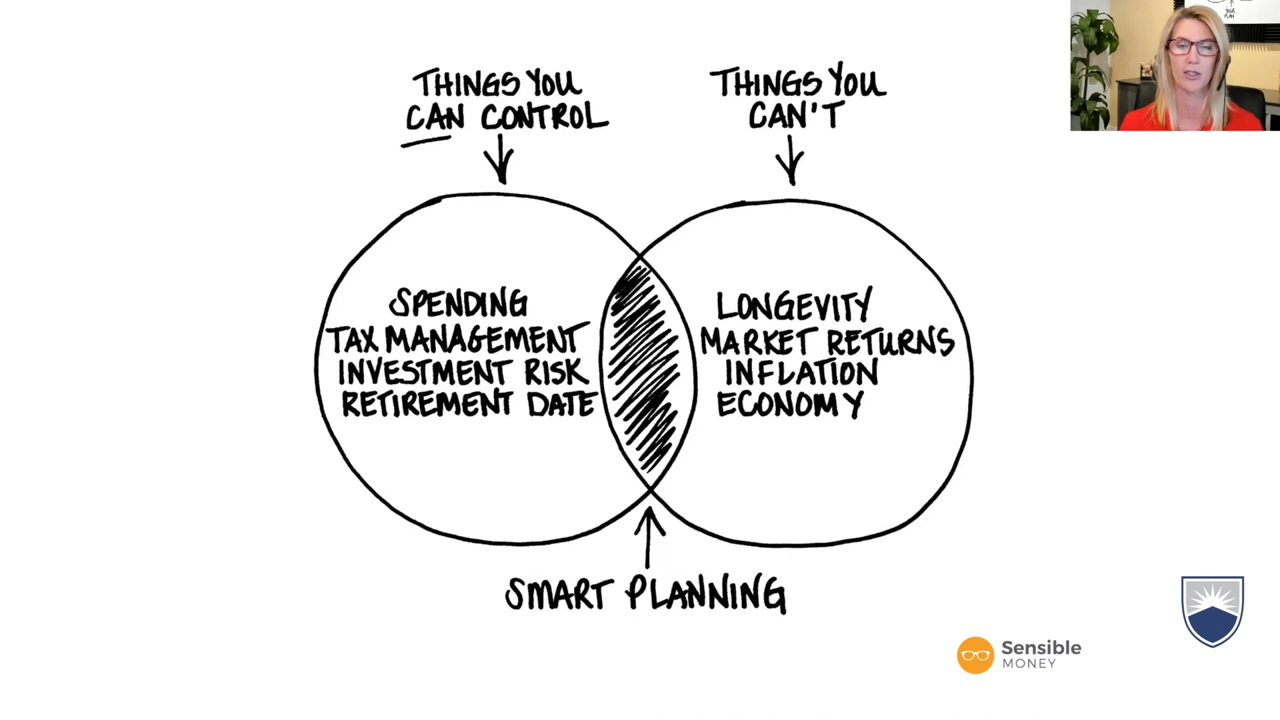 THINGS YOU
CAN CONTROL
THINGS YOU
CAN'T
SPENDING
TAX MANAGEMENT
INVESTMENT RISK
RETIREMENT DATE
LONGEVITY
MARKET RETURNS
INFLATION
ECONOMY
SMART PLANNING
Sensible
MONEY